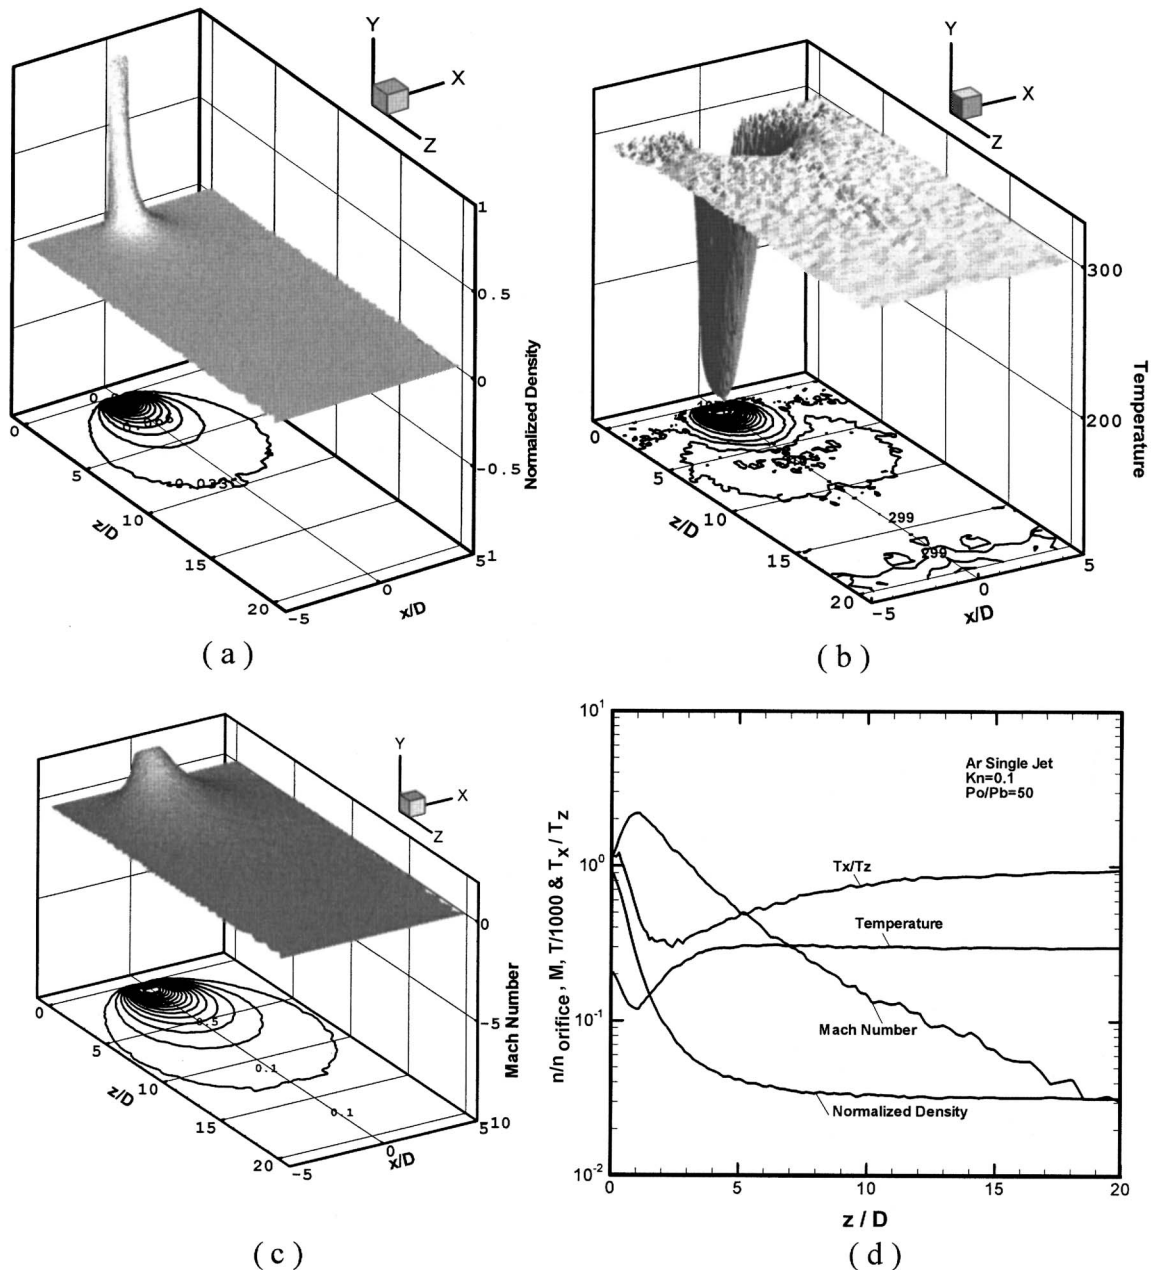 Y
X
Z
1
0.5
0
-0.5
-1
Normalized Density
0
5
10
15
20
z/D
-5
0
5
x/D
( a )
Y
X
Z
300
200
Temperature
299
299
0
5
10
15
20
z/D
-5
0
5
x/D
( b )
Y
X
Z
0
-5
-10
Mach Number
0.5
0.1
0.1
0
5
10
15
20
z/D
-5
0
5
x/D
( c )
10^1
10^0
10^-1
10^-2
n/n orifice, M, T/1000 & Tx/Tz
Ar Single Jet
Kn=0.1
Po/Pb=50
Tx/Tz
Temperature
Mach Number
Normalized Density
0
5
10
15
20
z / D
( d )